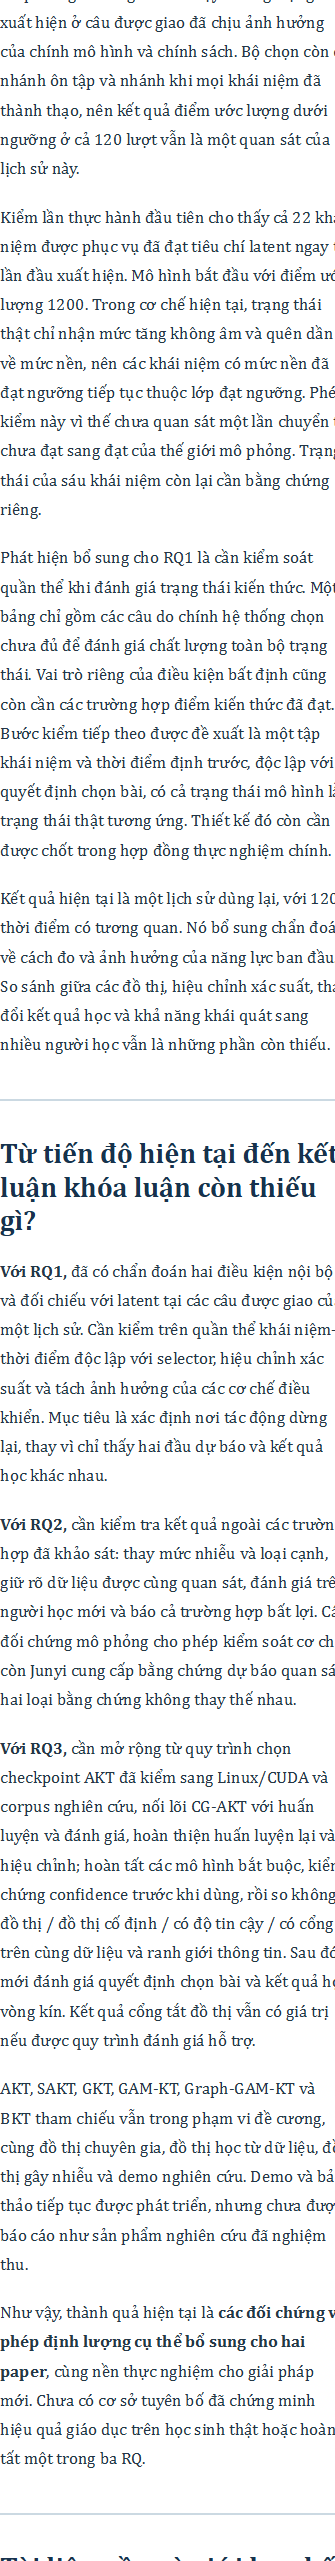 xuất hiện ở câu được giao đã chịu ảnh hưởng
của chính mô hình và chính sách. Bộ chọn còn
nhánh ôn tập và nhánh khi mọi khái niệm đã
thành thạo, nên kết quả điểm ước lượng dưới
ngưỡng ở cả 120 lượt vẫn là một quan sát của
lịch sử này.
Kiểm lần thực hành đầu tiên cho thấy cả 22
niệm được phục vụ đã đạt tiêu chí latent ngay
lần đầu xuất hiện. Mô hình bắt đầu với điểm
lượng 1200. Trong cơ chế hiện tại, trạng thái
thật chỉ nhận mức tăng không âm và quên dần
về mức nền, nên các khái niệm có mức nền đã
đạt ngưỡng tiếp tục thuộc lớp đạt ngưỡng.
kiểm này vì thế chưa quan sát một lần chuyển
chưa đạt sang đạt của thế giới mô phỏng.
thái của sáu khái niệm còn lại cần bằng chứng
riêng.
Phát hiện bổ sung cho RQ1 là cần kiểm soát
quần thể khi đánh giá trạng thái kiến thức.
bảng chỉ gồm các câu do chính hệ thống chọn
chưa đủ để đánh giá chất lượng toàn bộ trạng
thái. Vai trò riêng của điều kiện bất định cũng
còn cần các trường hợp điểm kiến thức đã đạt.
Bước kiểm tiếp theo được đề xuất là một tập
khái niệm và thời điểm định trước, độc lập với
quyết định chọn bài, có cả trạng thái mô hình
trạng thái thật tương ứng. Thiết kế đó còn cần
được chốt trong hợp đồng thực nghiệm chính.
Kết quả hiện tại là một lịch sử dùng lại, với 120
thời điểm có tương quan. Nó bổ sung chẩn
về cách đo và ảnh hưởng của năng lực ban đầu
So sánh giữa các đồ thị, hiệu chỉnh xác suất,
đổi kết quả học và khả năng khái quát sang
nhiều người học vẫn là những phần còn thiếu.
Từ tiến độ hiện tại đến kết
luận khóa luận còn thiếu
gì?
Với RQ1, đã có chẩn đoán hai điều kiện nội bộ
và đối chiếu với latent tại các câu được giao
một lịch sử. Cần kiểm trên quần thể khái niệm-
thời điểm độc lập với selector, hiệu chỉnh xác
suất và tách ảnh hưởng của các cơ chế điều
khiển. Mục tiêu là xác định nơi tác động dừng
lại, thay vì chỉ thấy hai đầu dự báo và kết quả
học khác nhau.
Với RQ2, cần kiểm tra kết quả ngoài các
hợp đã khảo sát: thay mức nhiễu và loại cạnh,
giữ rõ dữ liệu được cùng quan sát, đánh giá
người học mới và báo cả trường hợp bất lợi.
đối chứng mô phỏng cho phép kiểm soát cơ
còn Junyi cung cấp bằng chứng dự báo quan
hai loại bằng chứng không thay thế nhau.
Với RQ3, cần mở rộng từ quy trình chọn
checkpoint AKT đã kiểm sang Linux/CUDA và
corpus nghiên cứu, nối lõi CG-AKT với huấn
luyện và đánh giá, hoàn thiện huấn luyện lại và
hiệu chỉnh; hoàn tất các mô hình bắt buộc,
chứng confidence trước khi dùng, rồi so không
đồ thị / đồ thị cố định / có độ tin cậy / có cổng
trên cùng dữ liệu và ranh giới thông tin. Sau
mới đánh giá quyết định chọn bài và kết quả
vòng kín. Kết quả cổng tắt đồ thị vẫn có giá trị
nếu được quy trình đánh giá hỗ trợ.
AKT, SAKT, GKT, GAM-KT, Graph-GAM-KT và
BKT tham chiếu vẫn trong phạm vi đề cương,
cùng đồ thị chuyên gia, đồ thị học từ dữ liệu,
thị gây nhiễu và demo nghiên cứu. Demo và
thảo tiếp tục được phát triển, nhưng chưa
báo cáo như sản phẩm nghiên cứu đã nghiệm
thu.
Như vậy, thành quả hiện tại là các đối chứng
phép định lượng cụ thể bổ sung cho hai
paper, cùng nền thực nghiệm cho giải pháp
mới. Chưa có cơ sở tuyên bố đã chứng minh
hiệu quả giáo dục trên học sinh thật hoặc hoàn
tất một trong ba RQ.